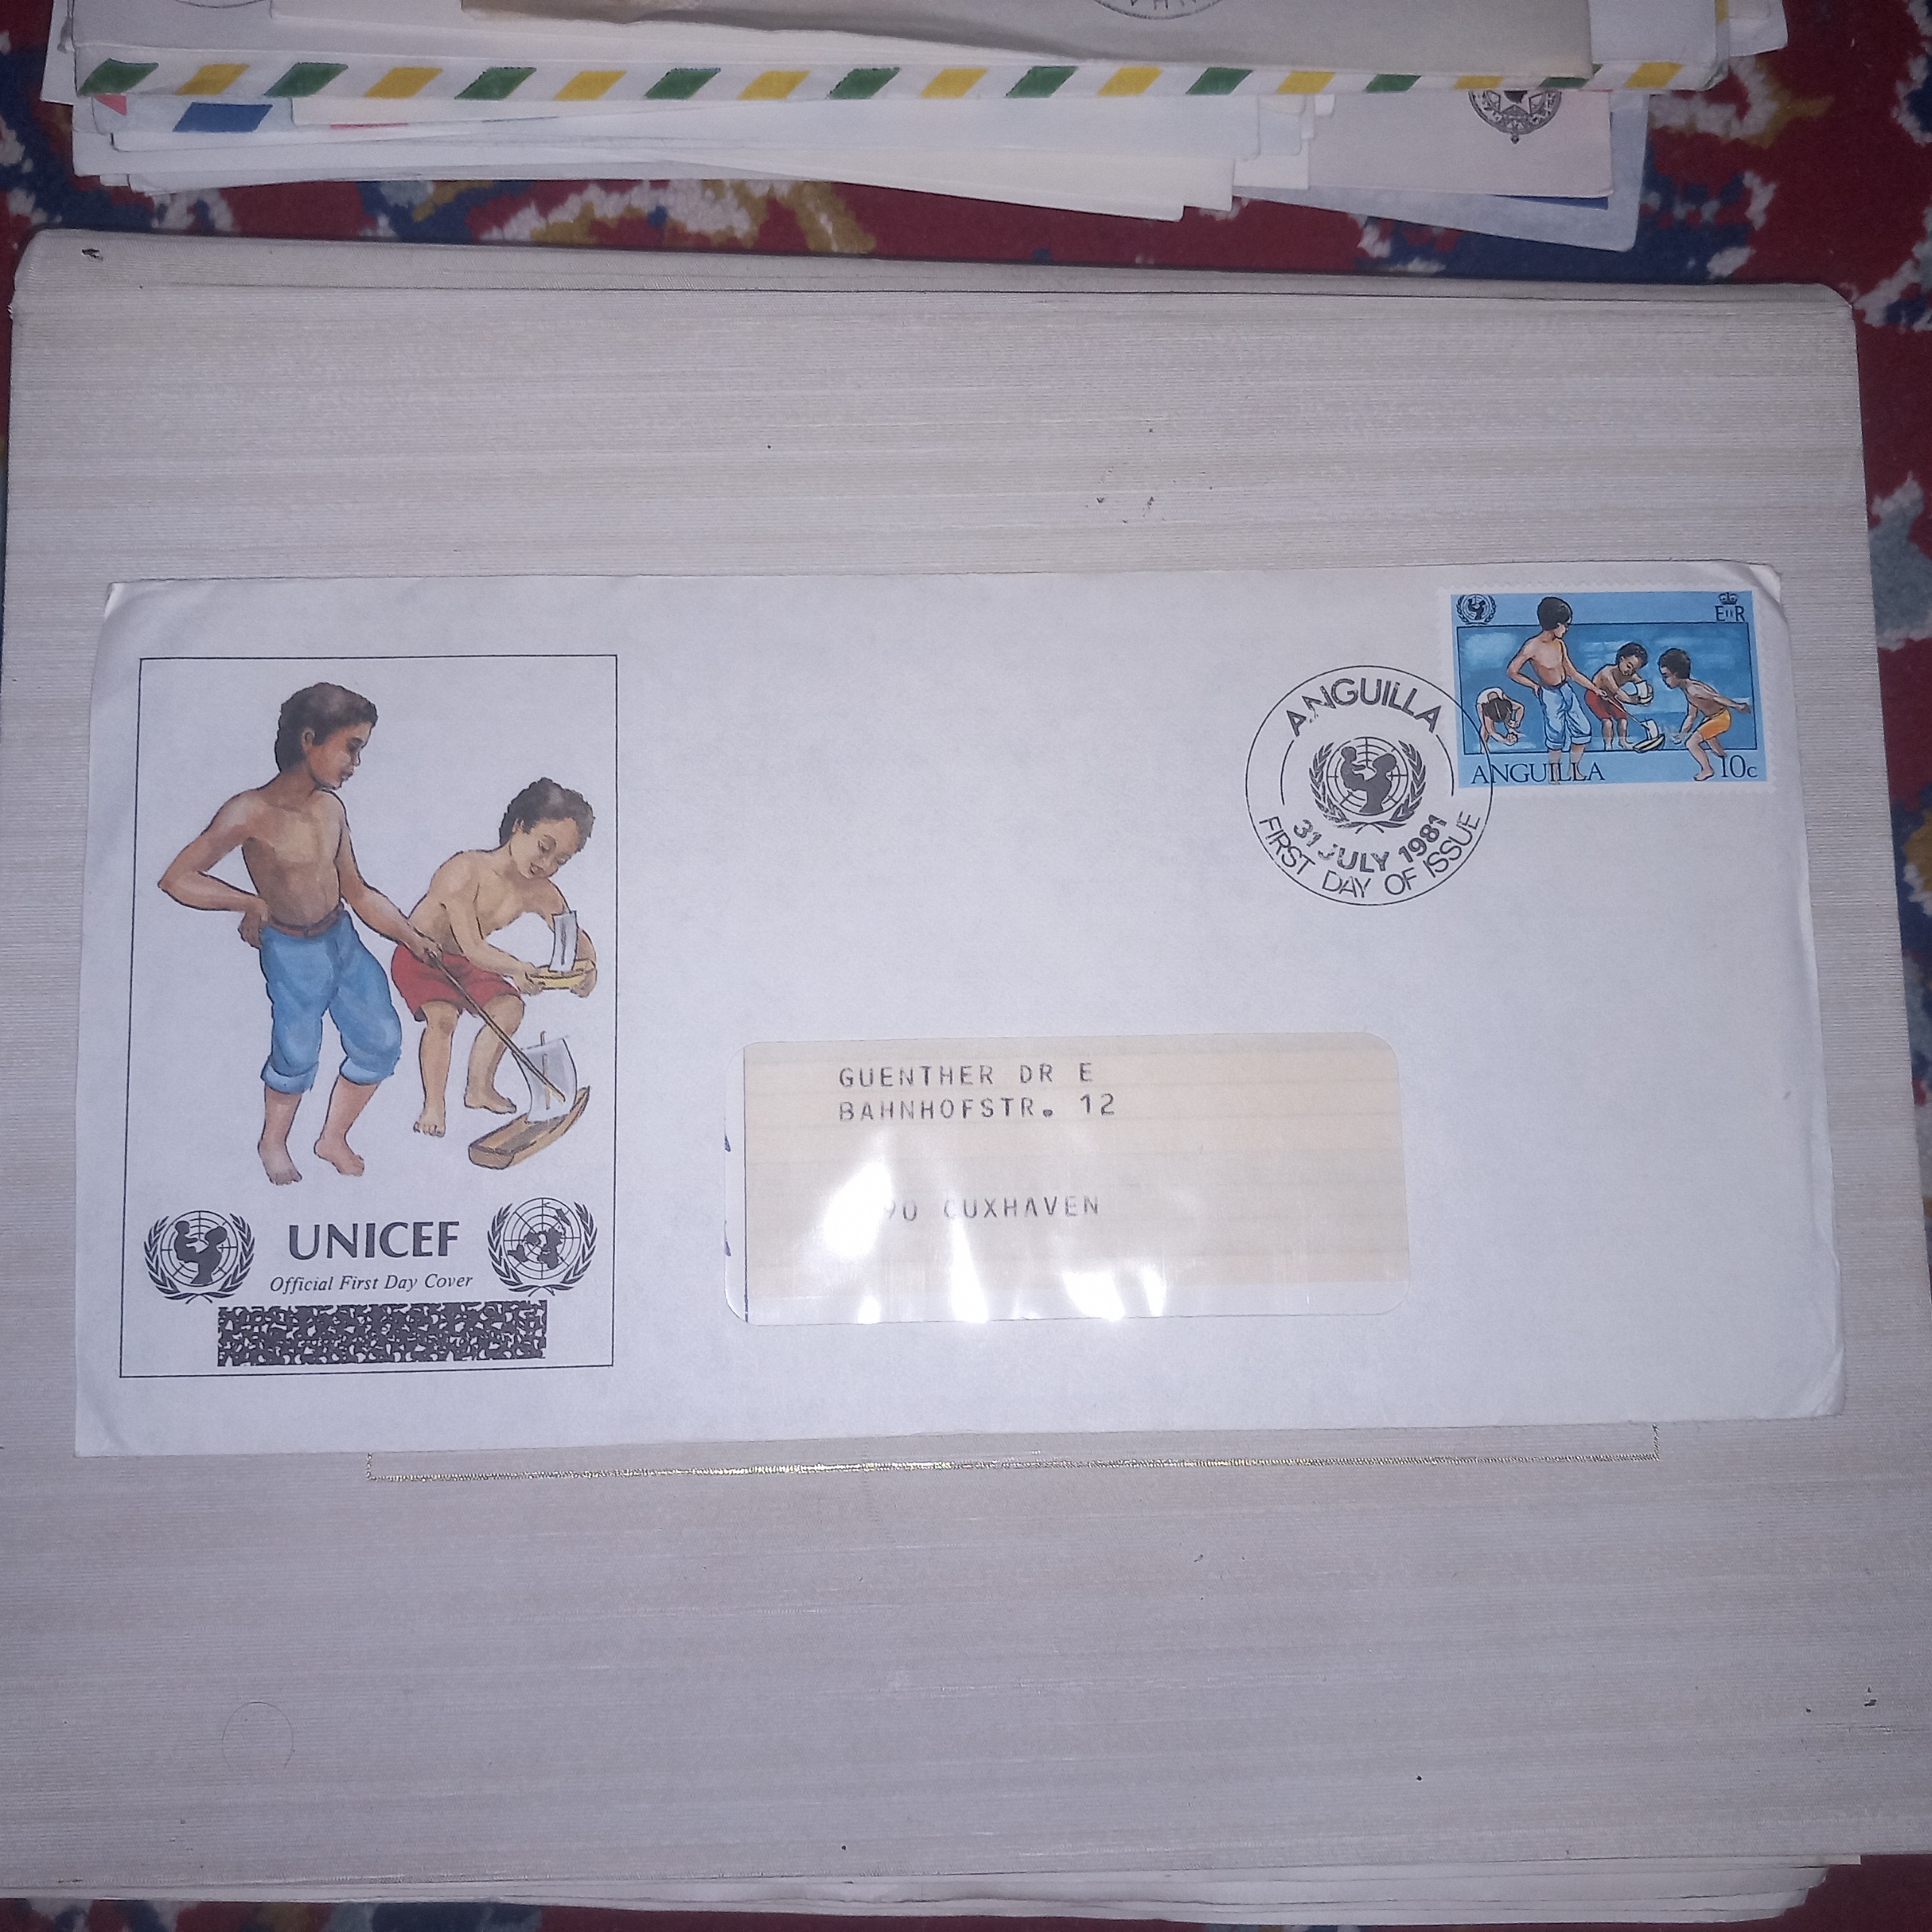 EIIR
ANGUILLA
10c
ANGUILLA
31 JULY 1981
FIRST DAY OF ISSUE
GUENTHER DR E
BAHNHOFSTR. 12
90 CUXHAVEN
UNICEF
Official First Day Cover